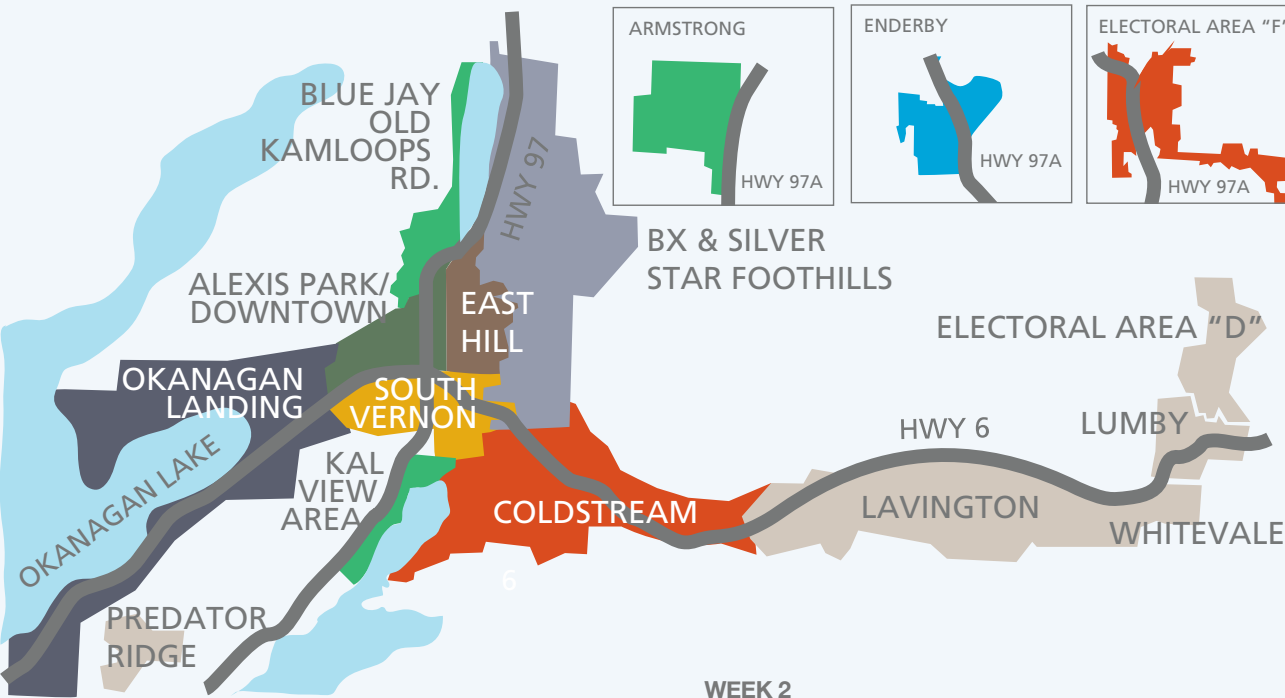 ARMSTRONG
HWY 97A
ENDERBY
HWY 97A
ELECTORAL AREA “F”
HWY 97A
BLUE JAY
OLD
KAMLOOPS
RD.
HWY 97
BX & SILVER
STAR FOOTHILLS
ALEXIS PARK/
DOWNTOWN
EAST
HILL
ELECTORAL AREA “D”
OKANAGAN
LANDING
SOUTH
VERNON
HWY 6
LUMBY
OKANAGAN LAKE
KAL
VIEW
AREA
COLDSTREAM
LAVINGTON
WHITEVALE
6
PREDATOR
RIDGE
WEEK 2